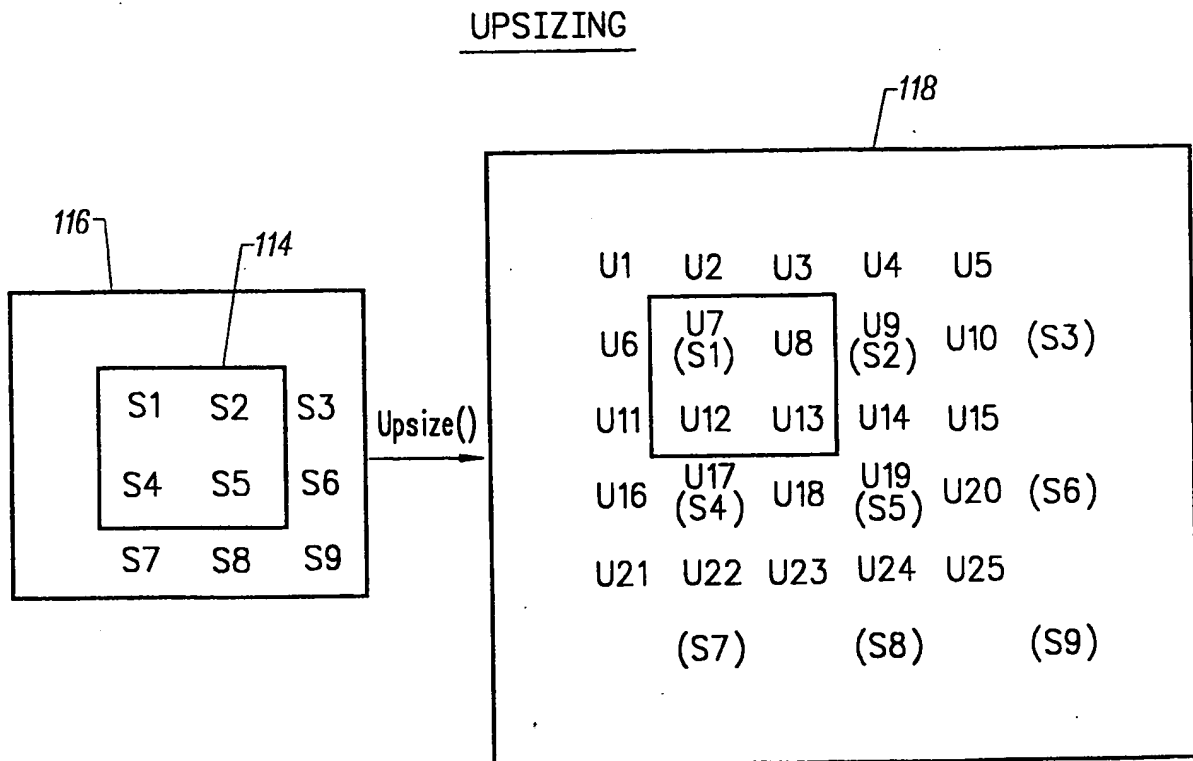 UPSIZING
118
116
114
U1 U2 U3 U4 U5
U7 U9
U6 (S1) U8 (S2) U10 (S3)
S1 S2 S3
Upsize()
U11 U12 U13 U14 U15
S4 S5 S6
U17 U19
U16 (S4) U18 (S5) U20 (S6)
S7 S8 S9
U21 U22 U23 U24 U25
(S7) (S8) (S9)